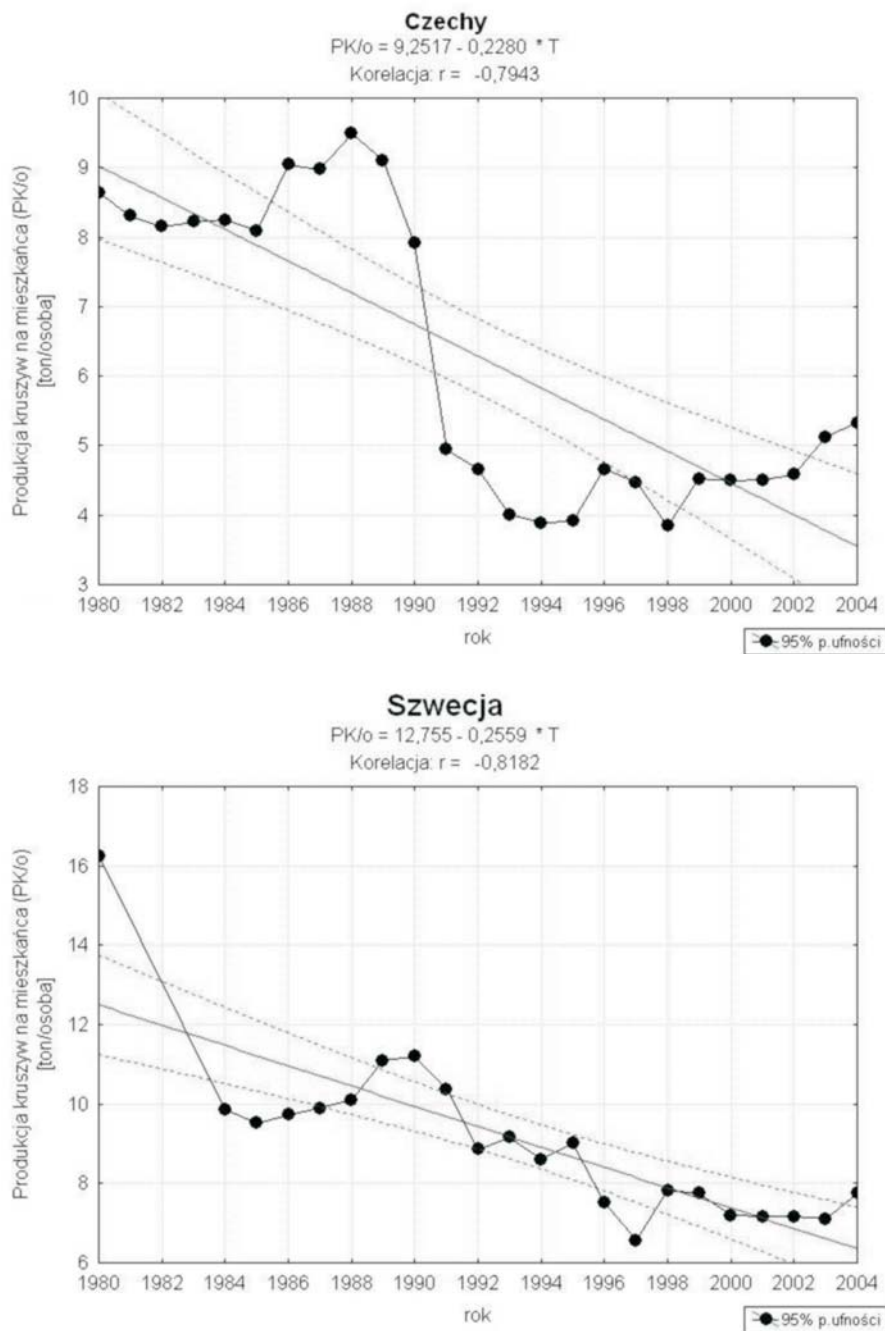 Czechy
PK/o = 9,2517 - 0,2280 * T
Korelacja: r = -0,7943
Produkcja kruszyw na mieszkańca (PK/o)
[ton/osoba]
10
9
8
7
6
5
4
3
1980 1982 1984 1986 1988 1990 1992 1994 1996 1998 2000 2002 2004
rok
95% p.ufności
Szwecja
PK/o = 12,755 - 0,2559 * T
Korelacja: r = -0,8182
Produkcja kruszyw na mieszkańca (PK/o)
[ton/osoba]
18
16
14
12
10
8
6
1980 1982 1984 1986 1988 1990 1992 1994 1996 1998 2000 2002 2004
rok
95% p.ufności